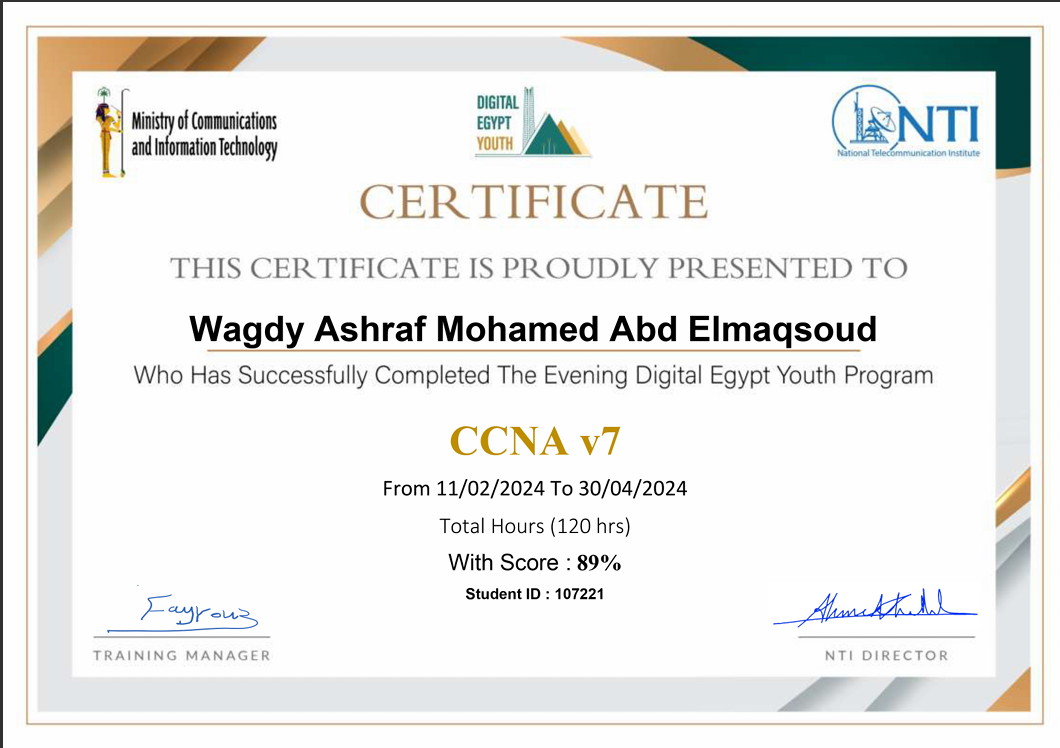 Ministry of Communications
and Information Technology
DIGITAL
EGYPT
YOUTH
NTI
National Telecommunication Institute
CERTIFICATE
THIS CERTIFICATE IS PROUDLY PRESENTED TO
Wagdy Ashraf Mohamed Abd Elmaqsoud
Who Has Successfully Completed The Evening Digital Egypt Youth Program
CCNA v7
From 11/02/2024 To 30/04/2024
Total Hours (120 hrs)
With Score : 89%
Student ID : 107221
Fayrouz
TRAINING MANAGER
NTI DIRECTOR